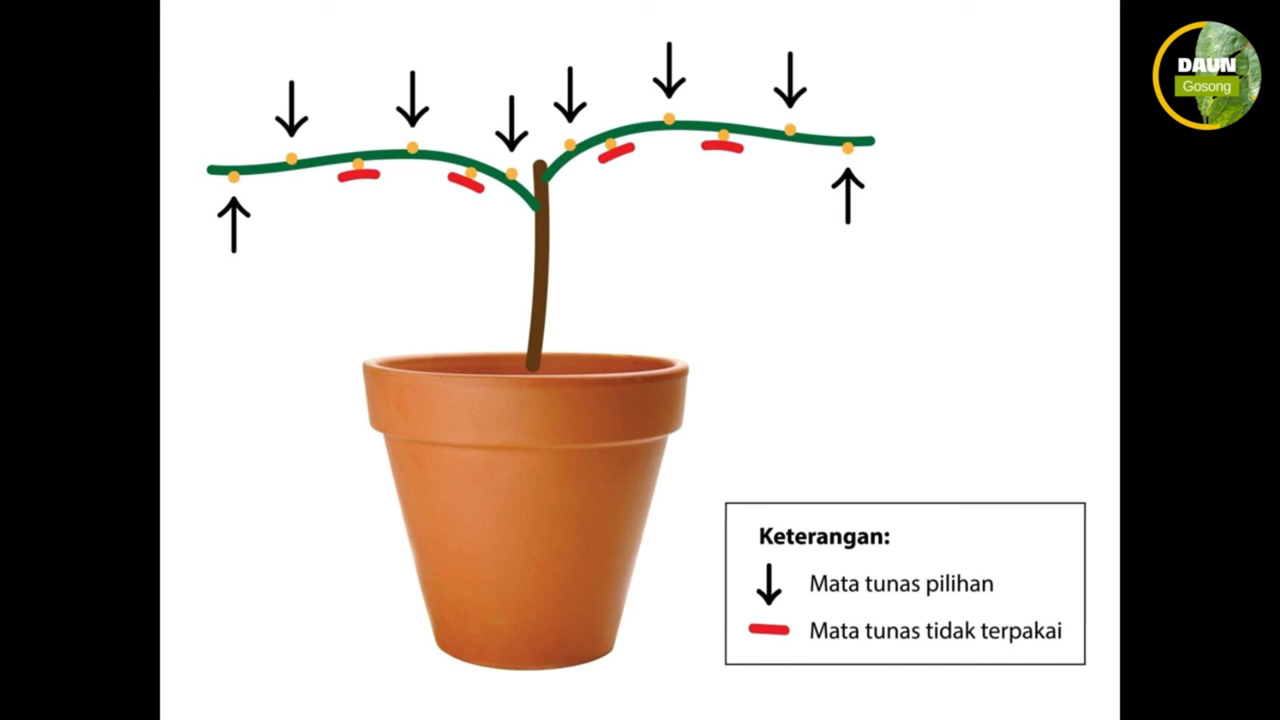 DAUN
Gosong
Keterangan:
Mata tunas pilihan
Mata tunas tidak terpakai